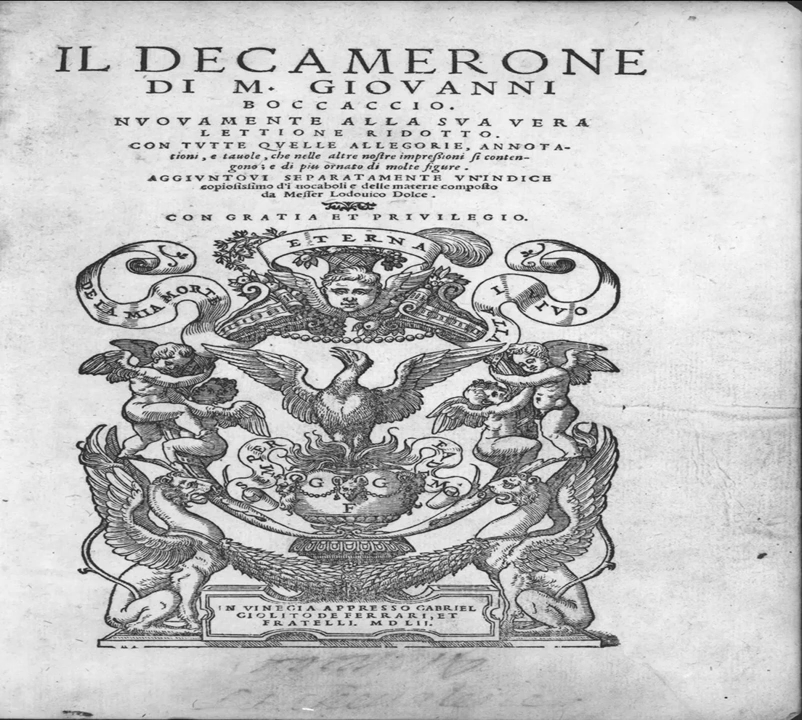 IL DECAMERONE
DI M. GIOVANNI
BOCCACCIO.
NVOVAMENTE ALLA SVA VERA
LETTIONE RIDOTTO.
CON TVTTE QVELLE ALLEGORIE, ANNOTA-
tioni, e tauole, che nelle altre nostre impressioni si conten-
gono; e di piu ornato di molte figure.
AGGIVNTOVI SEPARATAMENTE VN'INDICE
copiosissimo d'i uocaboli e delle materie composto
da Messer Lodouico Dolce.
CON GRATIA ET PRIVILEGIO.
DE LA MIA MORTE
ETERNA
VITA
I VIVO
SEMPER
EADEM
G G
F
IN VINEGIA APPRESSO GABRIEL
GIOLITO DE FERRARI, ET
FRATELLI. MDLII.